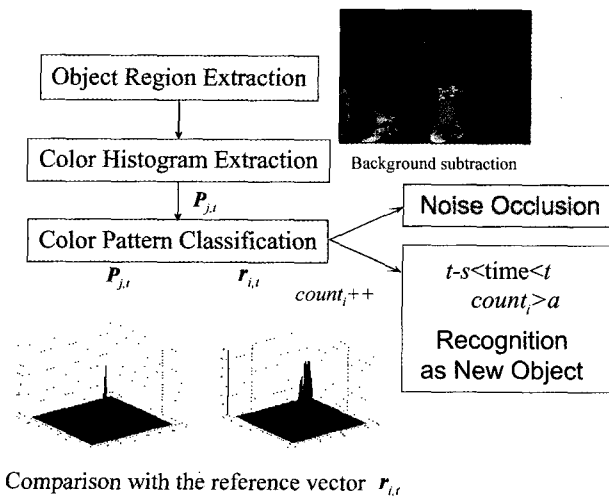 Object Region Extraction
Background subtraction
Color Histogram Extraction
P_{j,t}
Color Pattern Classification
Noise Occlusion
P_{j,t}
r_{i,t}
count_i++
t-s<time<t
count_i>a
Recognition
as New Object
Comparison with the reference vector r_{i,t}